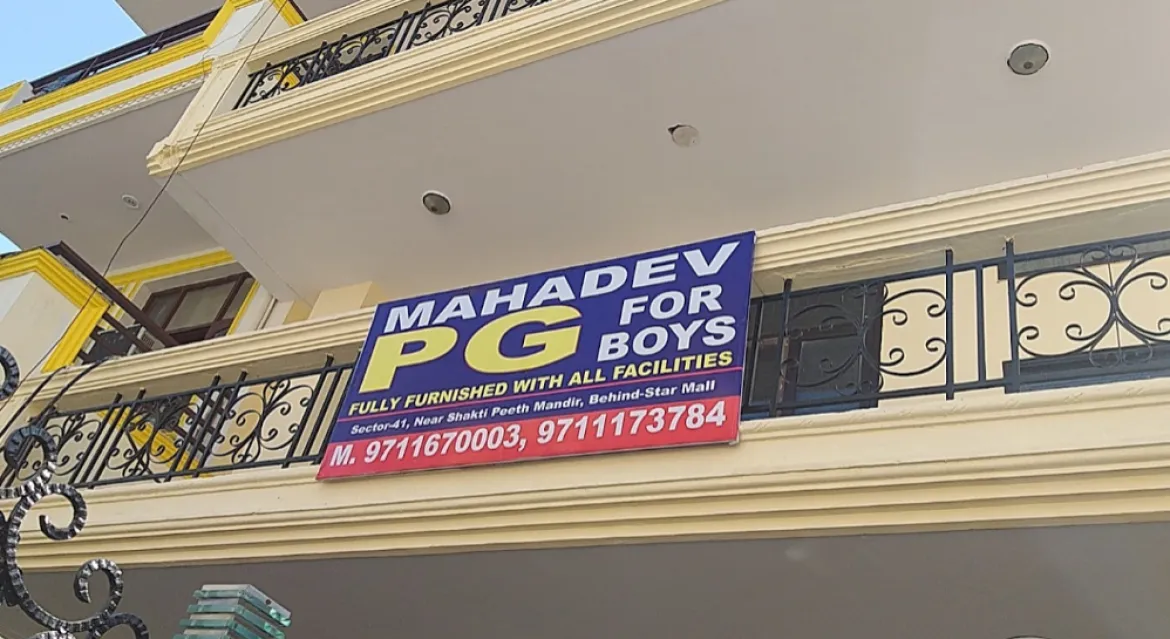 MAHADEV
PG FOR BOYS
FULLY FURNISHED WITH ALL FACILITIES
Sector-41, Near Shakti Peeth Mandir, Behind-Star Mall
M. 9711670003, 9711173784